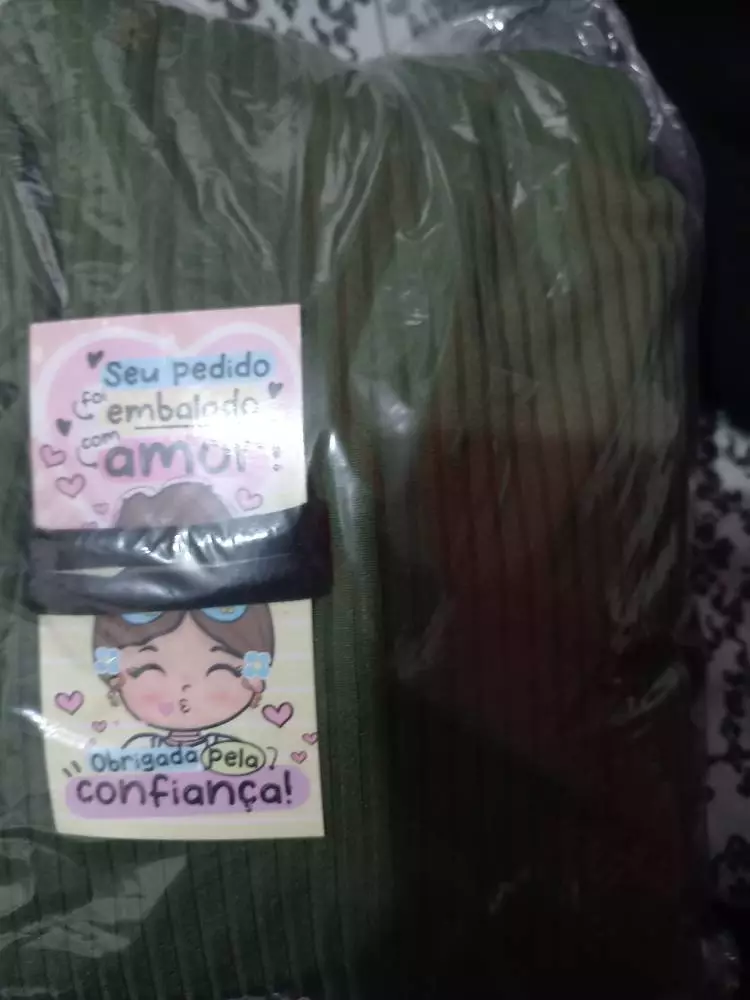 Seu pedido
foi embalado
com amor!
Obrigada pela
confiança!